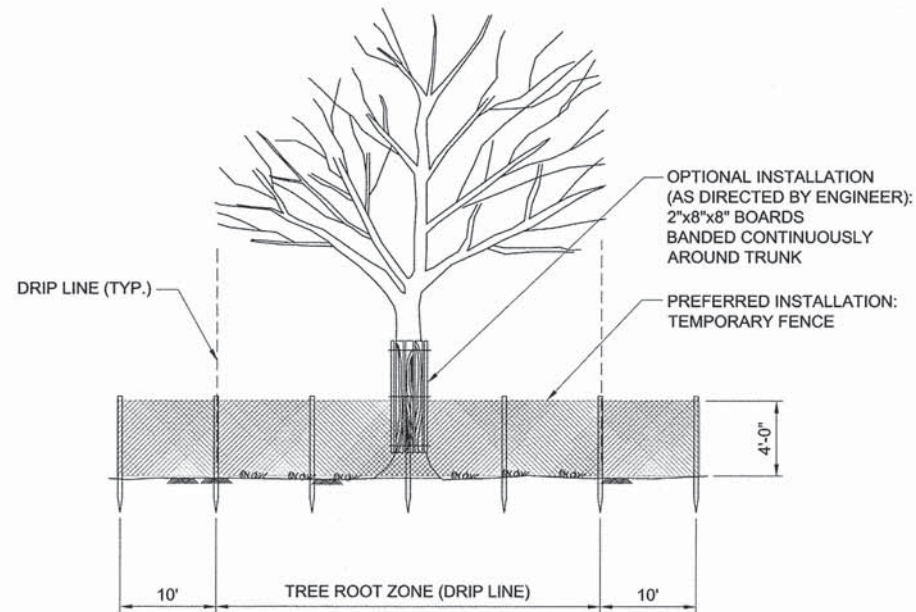 OPTIONAL INSTALLATION
(AS DIRECTED BY ENGINEER):
2"x8"x8" BOARDS
BANDED CONTINUOUSLY
AROUND TRUNK
DRIP LINE (TYP.)
PREFERRED INSTALLATION:
TEMPORARY FENCE
4'-0"
10'
TREE ROOT ZONE (DRIP LINE)
10'